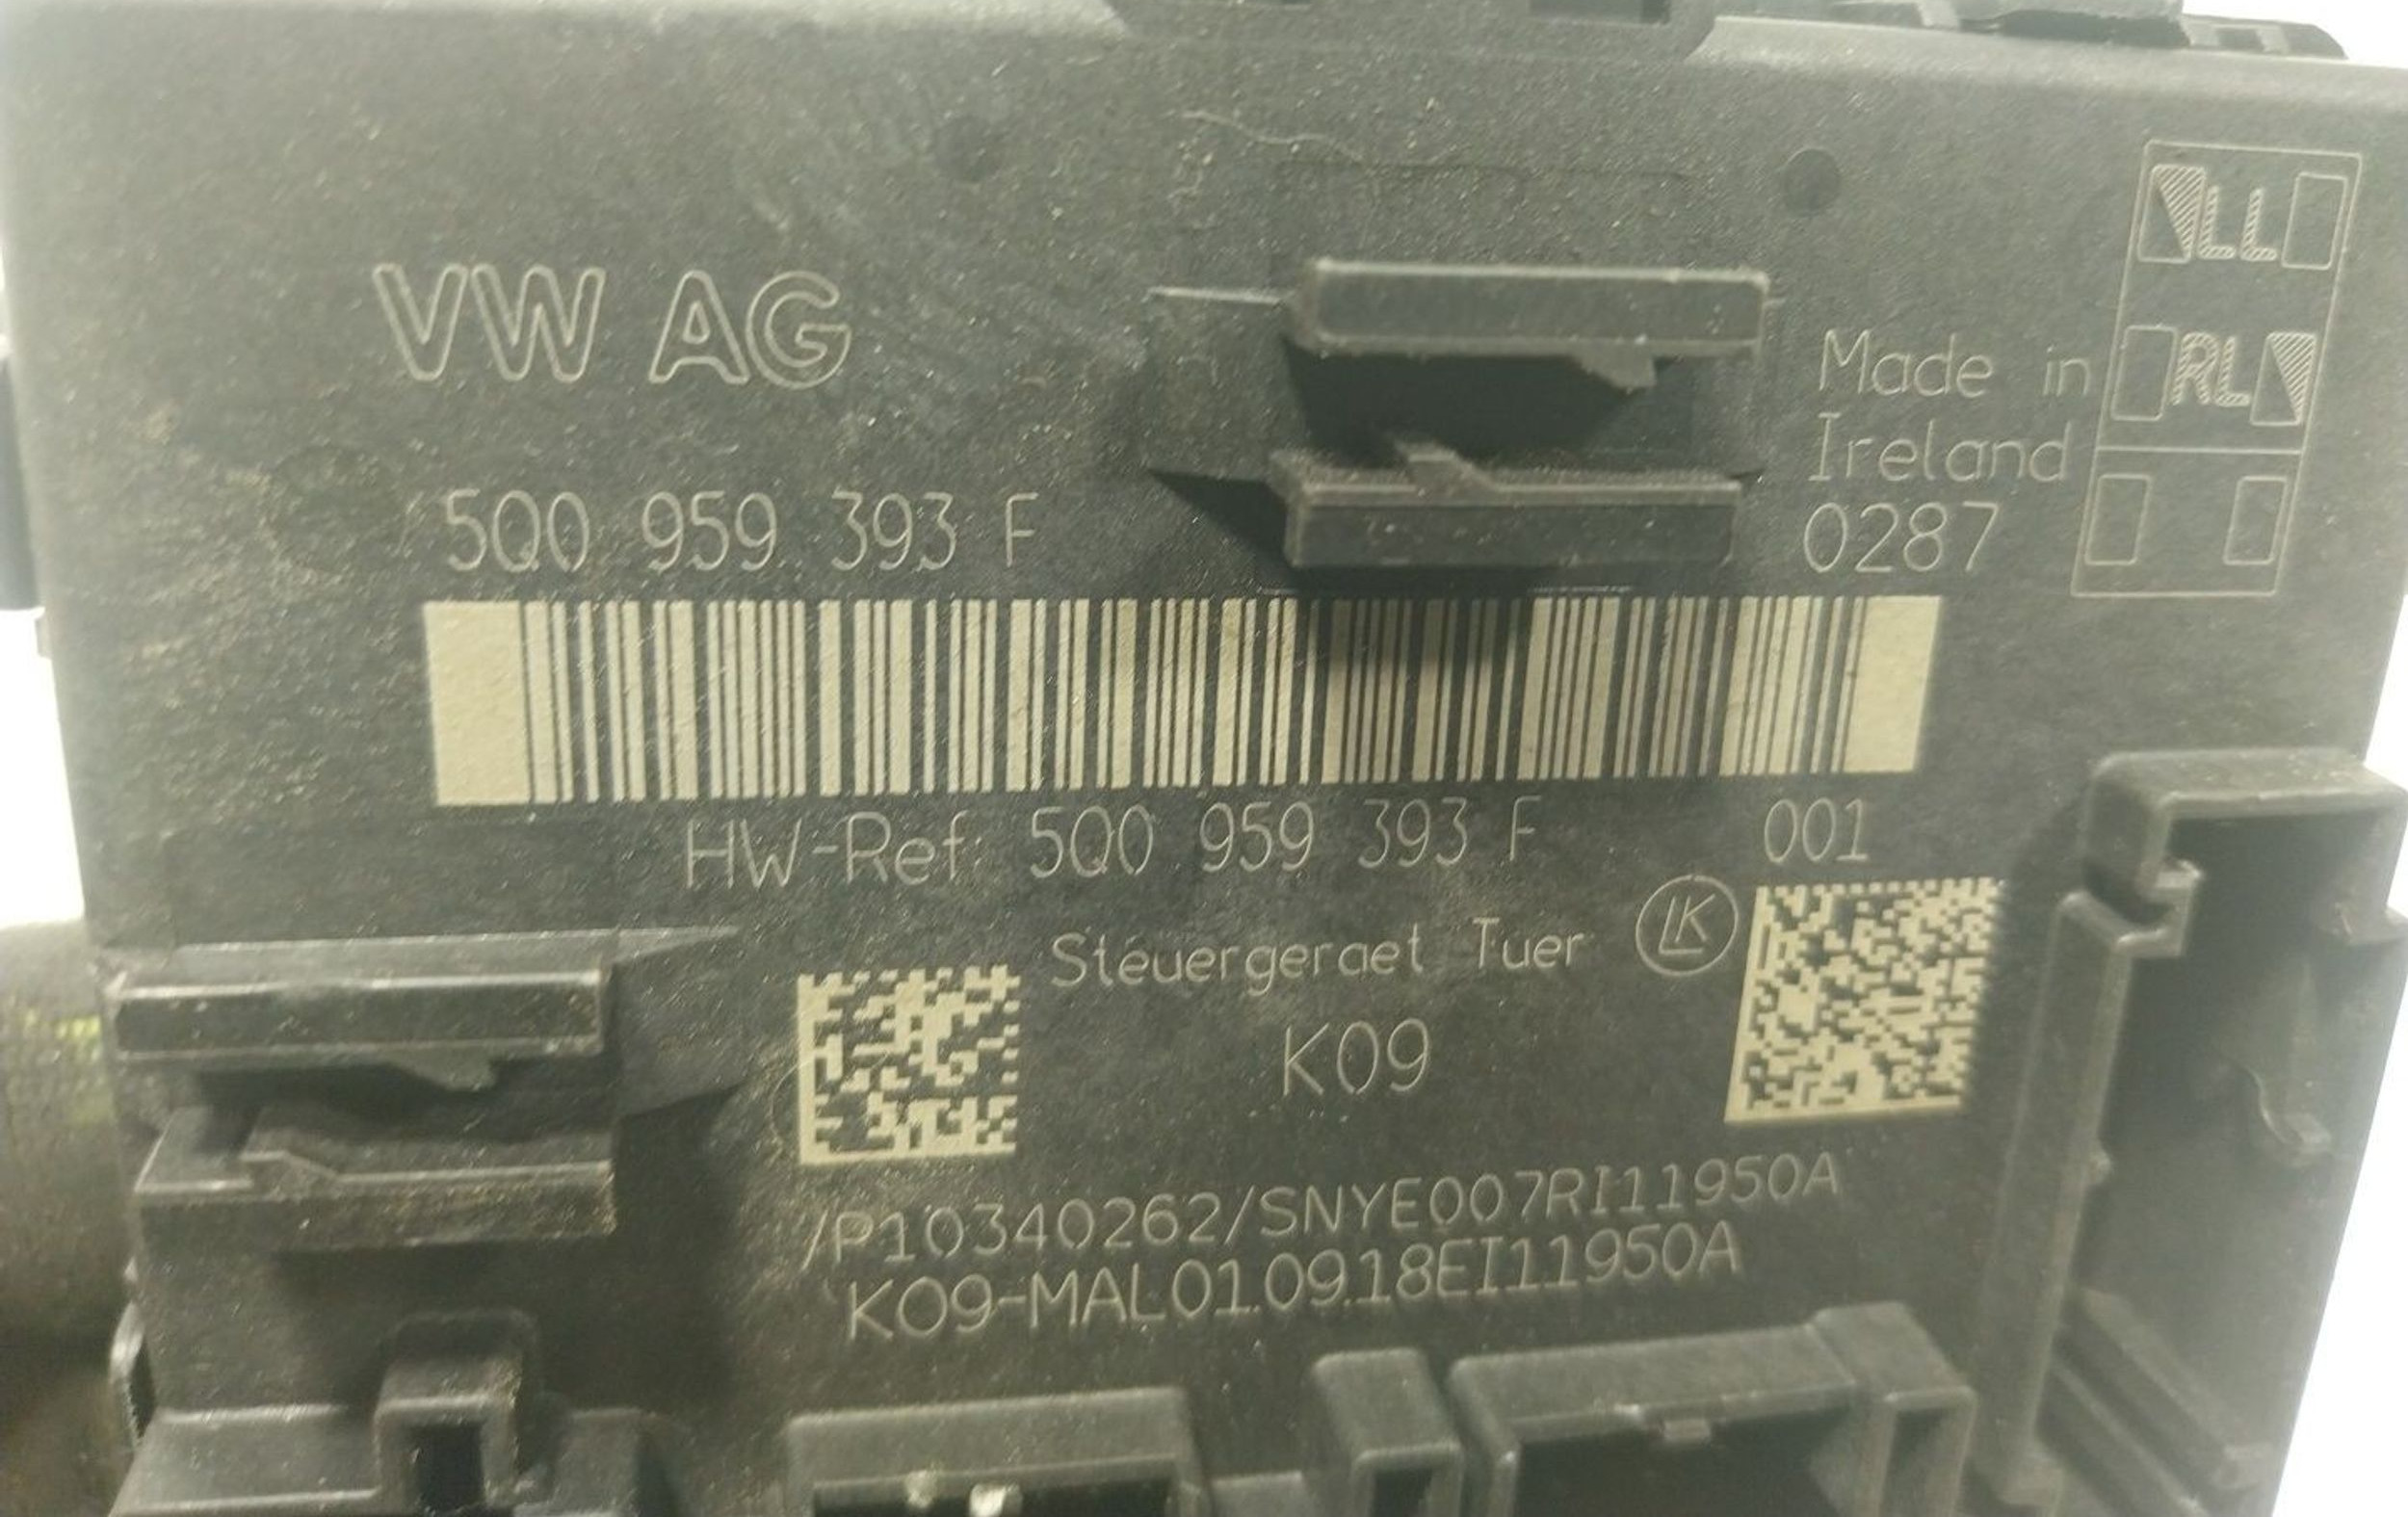 VW AG
LL
RL
Made in
Ireland
0287
5Q0 959 393 F
HW-Ref: 5Q0 959 393 F 001
Steuergeraet Tuer LK
K09
/P10340262/SNYE007RI11950A
K09-MAL01.09.18EI11950A